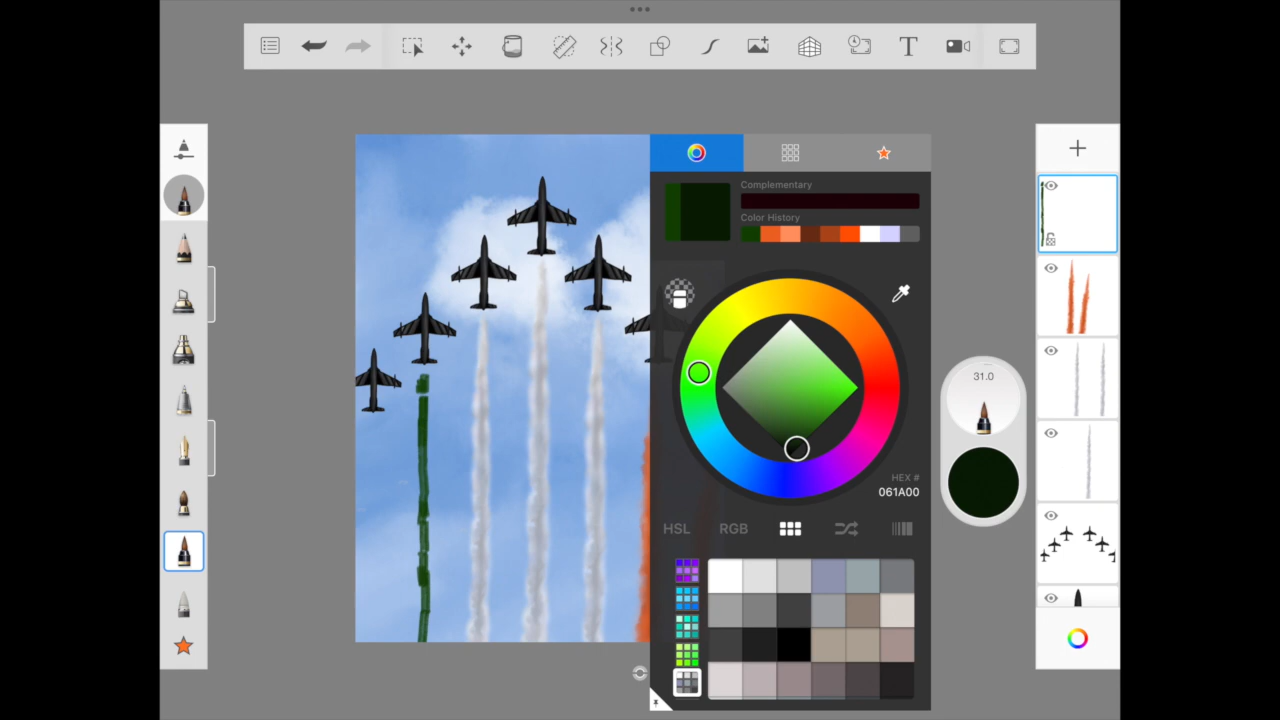 T
Complementary
Color History
31.0
HEX #
061A00
HSL
RGB